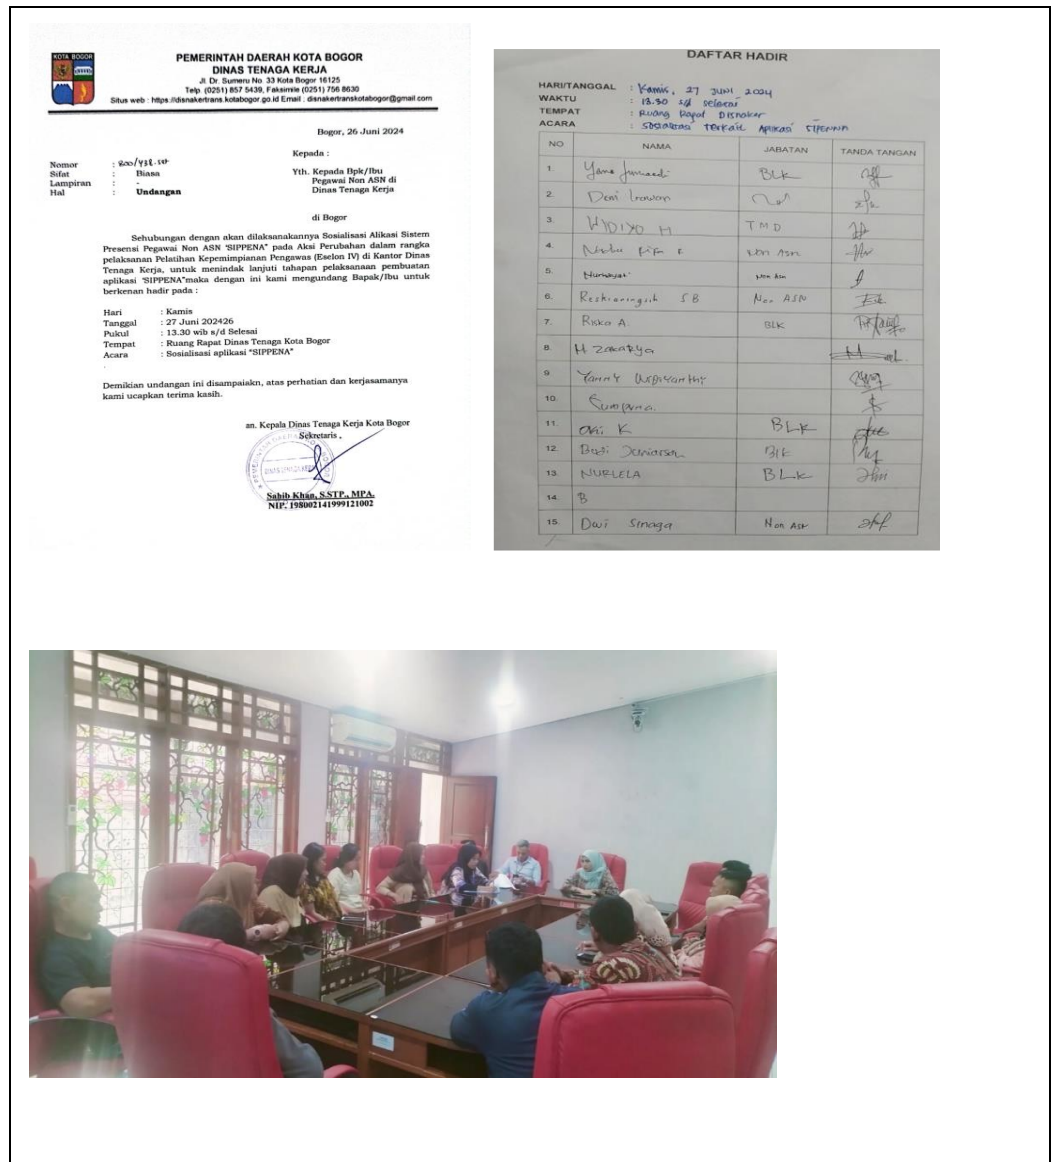 KOTA BOGOR
PEMERINTAH DAERAH KOTA BOGOR
DINAS TENAGA KERJA
Jl. Dr. Sumeru No. 33 Kota Bogor 16125
Telp. (0251) 857 5439, Faksimile (0251) 756 8630
Situs web : https://disnakertrans.kotabogor.go.id Email : disnakertranskotabogor@gmail.com
Bogor, 26 Juni 2024
Kepada :
Nomor :
Sifat : Biasa
Lampiran : -
Hal : Undangan
Yth. Kepada Bpk/Ibu
Pegawai Non ASN di
Dinas Tenaga Kerja
di Bogor
Sehubungan dengan akan dilaksanakannya Sosialisasi Alikasi Sistem
Presensi Pegawai Non ASN "SIPPENA" pada Aksi Perubahan dalam rangka
pelaksanaan Pelatihan Kepemimpianan Pengawas (Eselon IV) di Kantor Dinas
Tenaga Kerja, untuk menindak lanjuti tahapan pelaksanaan pembuatan
aplikasi "SIPPENA"maka dengan ini kami mengundang Bapak/Ibu untuk
berkenan hadir pada :
Hari : Kamis
Tanggal : 27 Juni 202426
Pukul : 13.30 wib s/d Selesai
Tempat : Ruang Rapat Dinas Tenaga Kota Bogor
Acara : Sosialisasi aplikasi "SIPPENA"
.
Demikian undangan ini disampaiakn, atas perhatian dan kerjasamanya
kami ucapkan terima kasih.
an. Kepala Dinas Tenaga Kerja Kota Bogor
Sekretaris ,
DINAS TENAGA KERJA
Sahib Khan, S.STP., MPA.
NIP. 198002141999121002
DAFTAR HADIR
HARI/TANGGAL : Kamis, 27 JUNI 2024
WAKTU : 13.30 s/d selesai
TEMPAT : Ruang Rapat Disnaker
ACARA : Sosialisasi Terkait Aplikasi SIPENNA
NO NAMA JABATAN TANDA TANGAN
1. BLK
2. Deni
3. WIDIYO H TMD
4. Non Asn
5. Nurhayati Non Asn
6. S B Non ASN
7. Riska A. BLK
8. M Zakarya
9
10.
11. K BLK
12. BLK
13. NURLELA BLK
14. B
15. Dwi Sinaga Non Asn